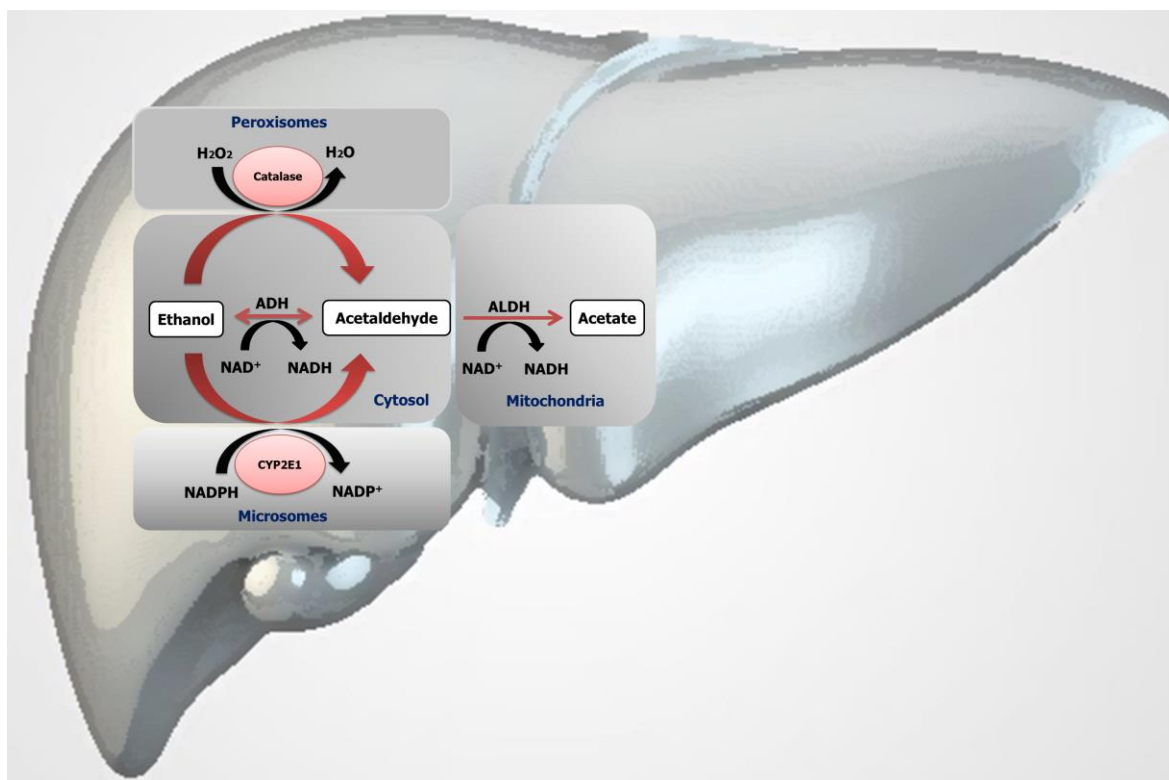 Peroxisomes
H₂O₂
H₂O
Catalase
Ethanol
ADH
Acetaldehyde
NAD⁺
NADH
Cytosol
ALDH
Acetate
NAD⁺
NADH
Mitochondria
CYP2E1
NADPH
NADP⁺
Microsomes